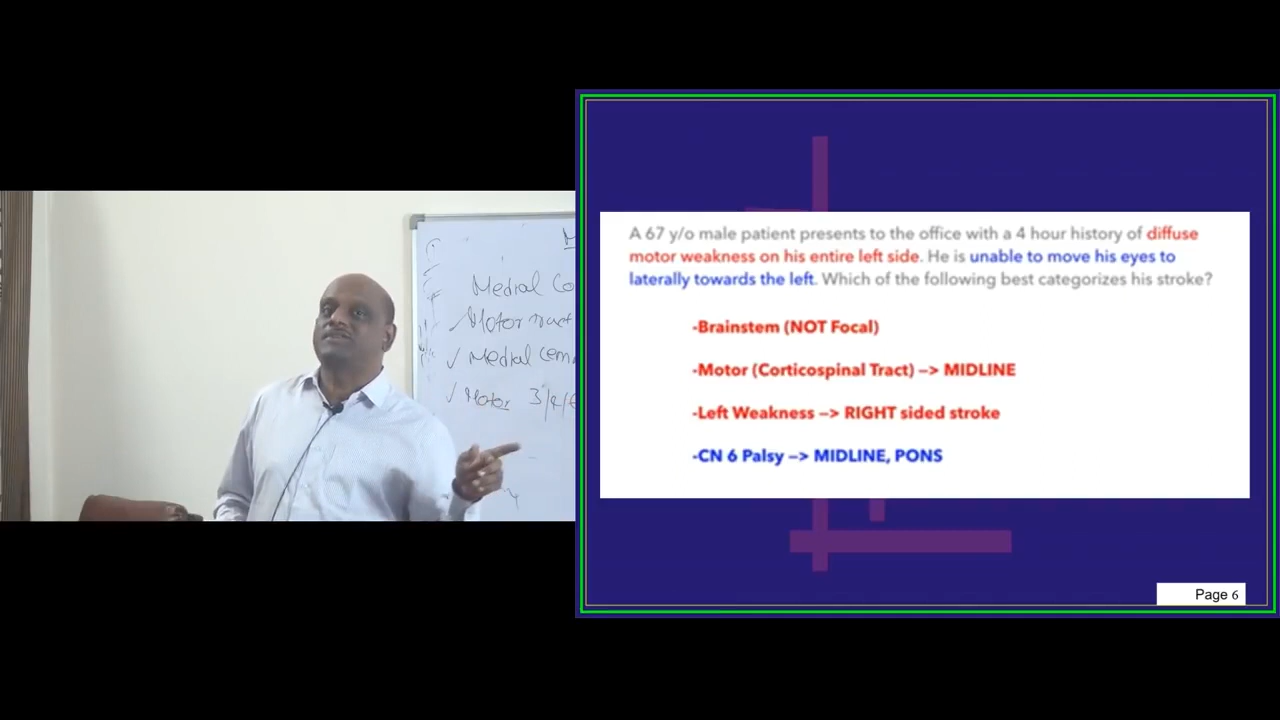 Medial
Motor tract
Medial
Motor 3/4/6
A 67 y/o male patient presents to the office with a 4 hour history of diffuse
motor weakness on his entire left side. He is unable to move his eyes to
laterally towards the left. Which of the following best categorizes his stroke?
-Brainstem (NOT Focal)
-Motor (Corticospinal Tract) –> MIDLINE
-Left Weakness –> RIGHT sided stroke
-CN 6 Palsy –> MIDLINE, PONS
Page 6